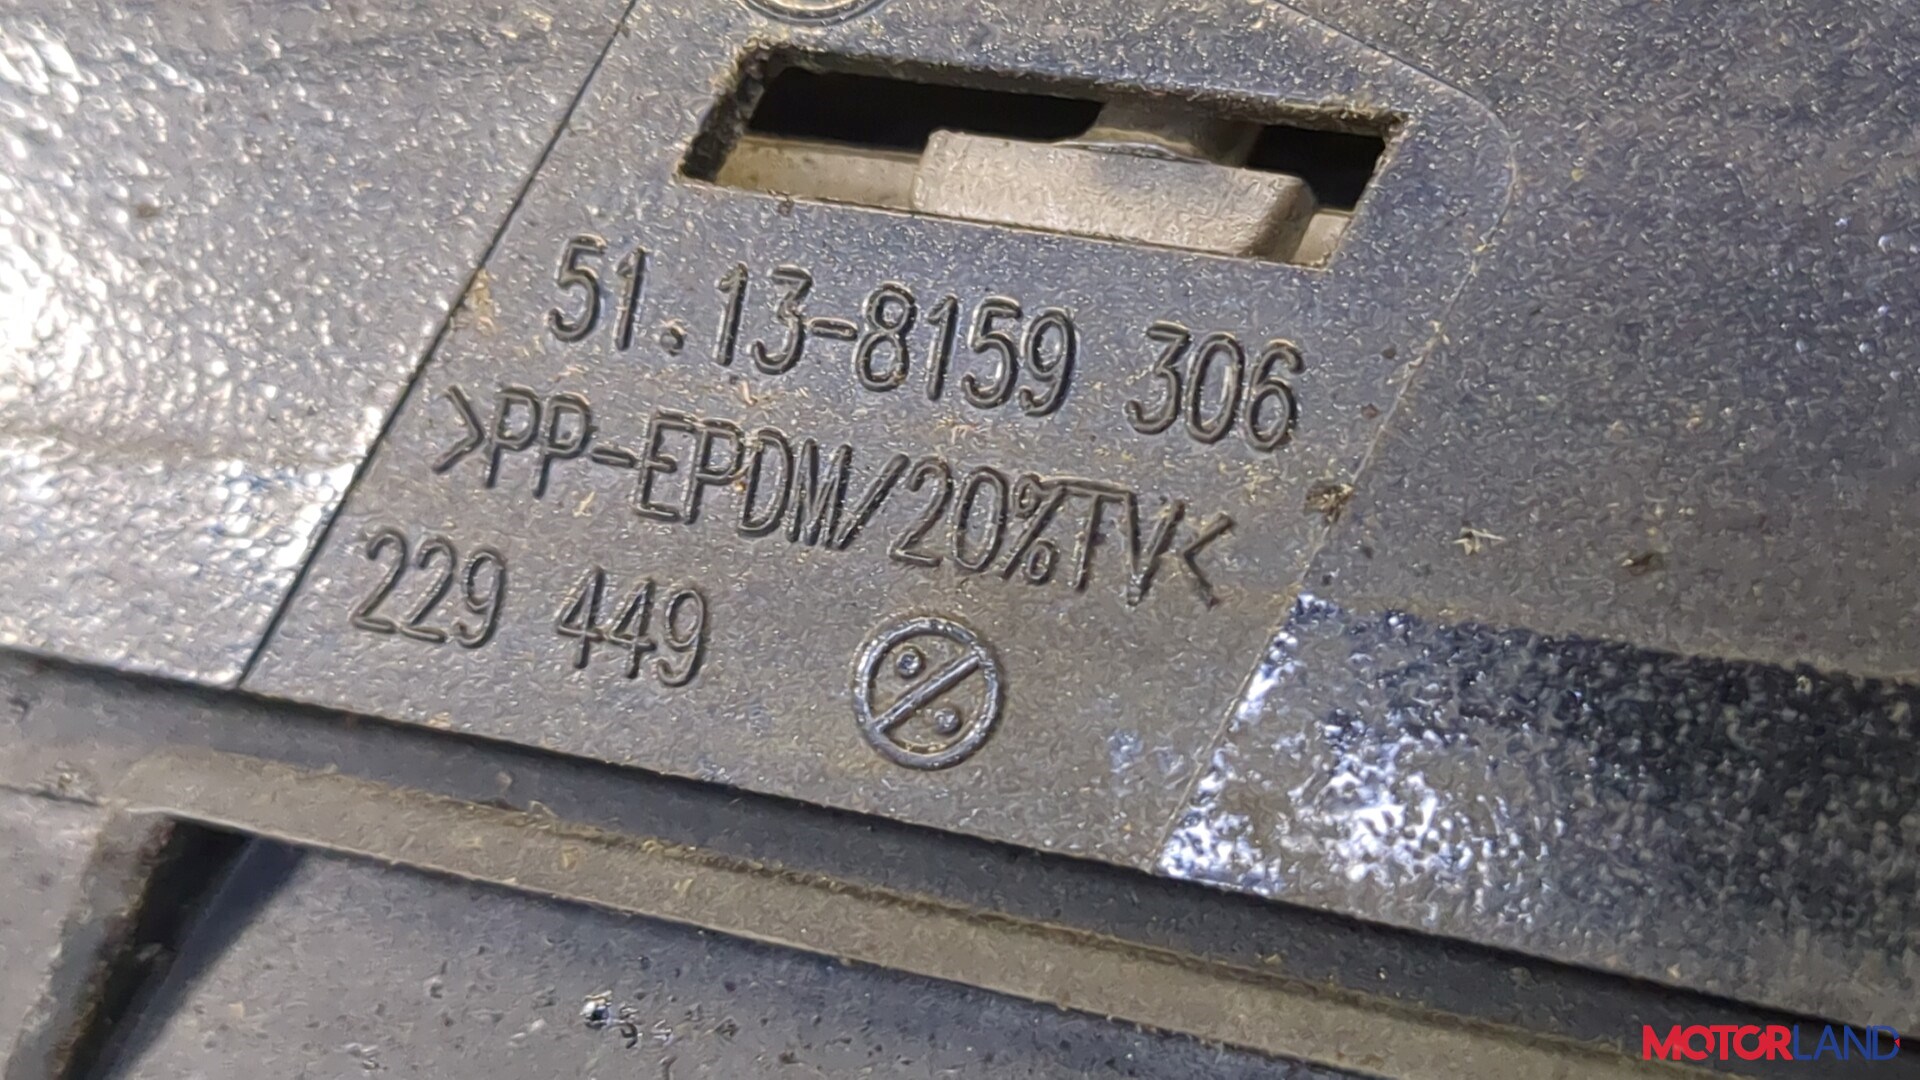 51.13-8159 306
>PP-EPDM/20%TV<
229 449
MOTORLAND